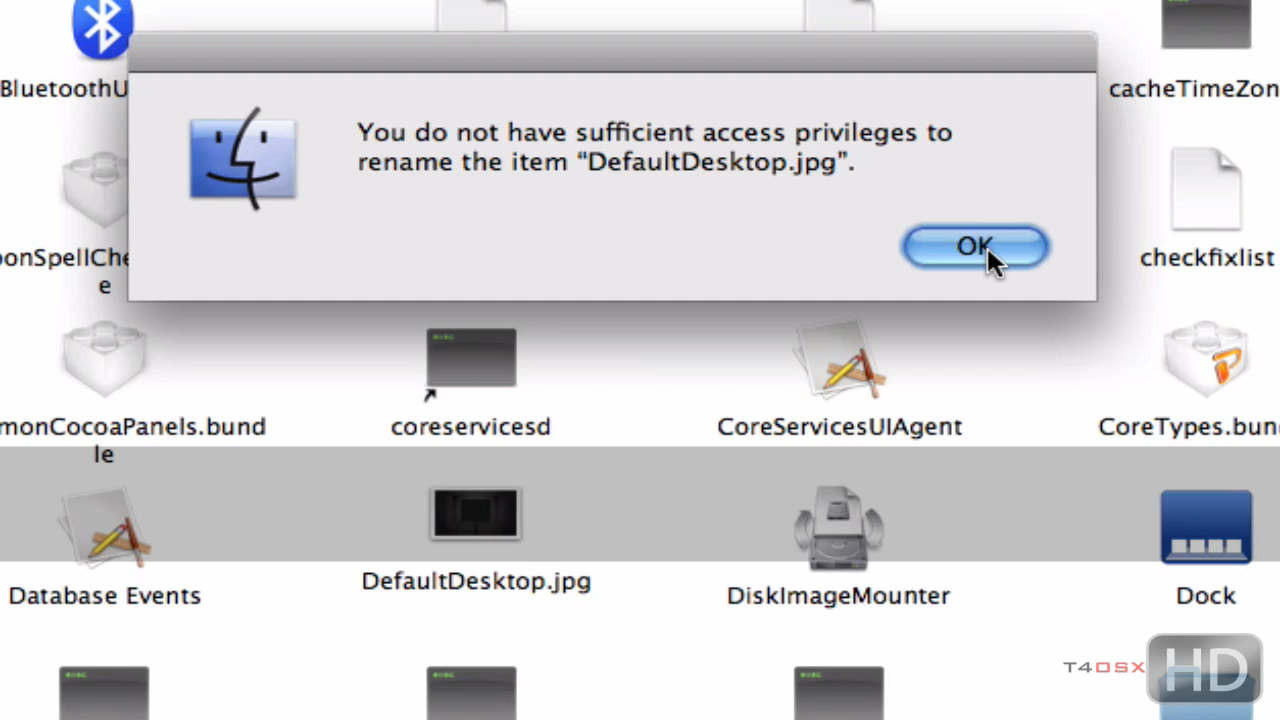 BluetoothU
cacheTimeZon
You do not have sufficient access privileges to
rename the item “DefaultDesktop.jpg”.
OK
oonSpellChe
e
checkfixlist
monCocoaPanels.bund
le
coreservicesd
CoreServicesUIAgent
CoreTypes.bun
Database Events
DefaultDesktop.jpg
DiskImageMounter
Dock
T4OSX HD